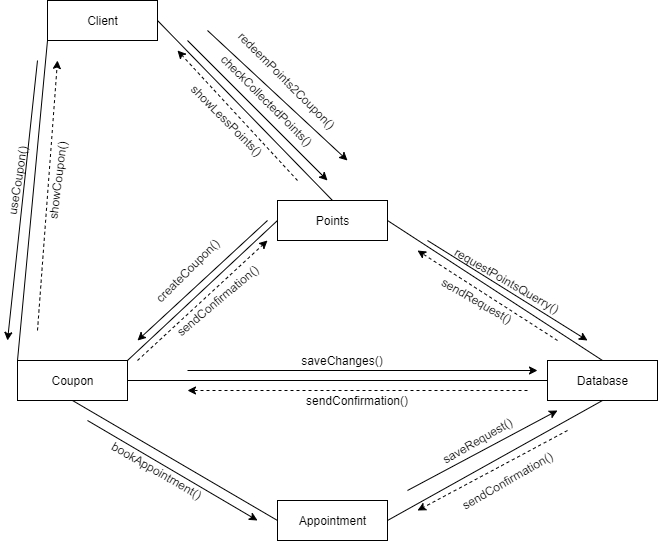 Client
redeemPoints2Coupon()
checkCollectedPoints()
showLessPoints()
useCoupon()
showCoupon()
Points
createCoupon()
sendConfirmation()
requestPointsQuerry()
sendRequest()
saveChanges()
Coupon
Database
sendConfirmation()
bookAppointment()
saveRequest()
sendConfirmation()
Appointment